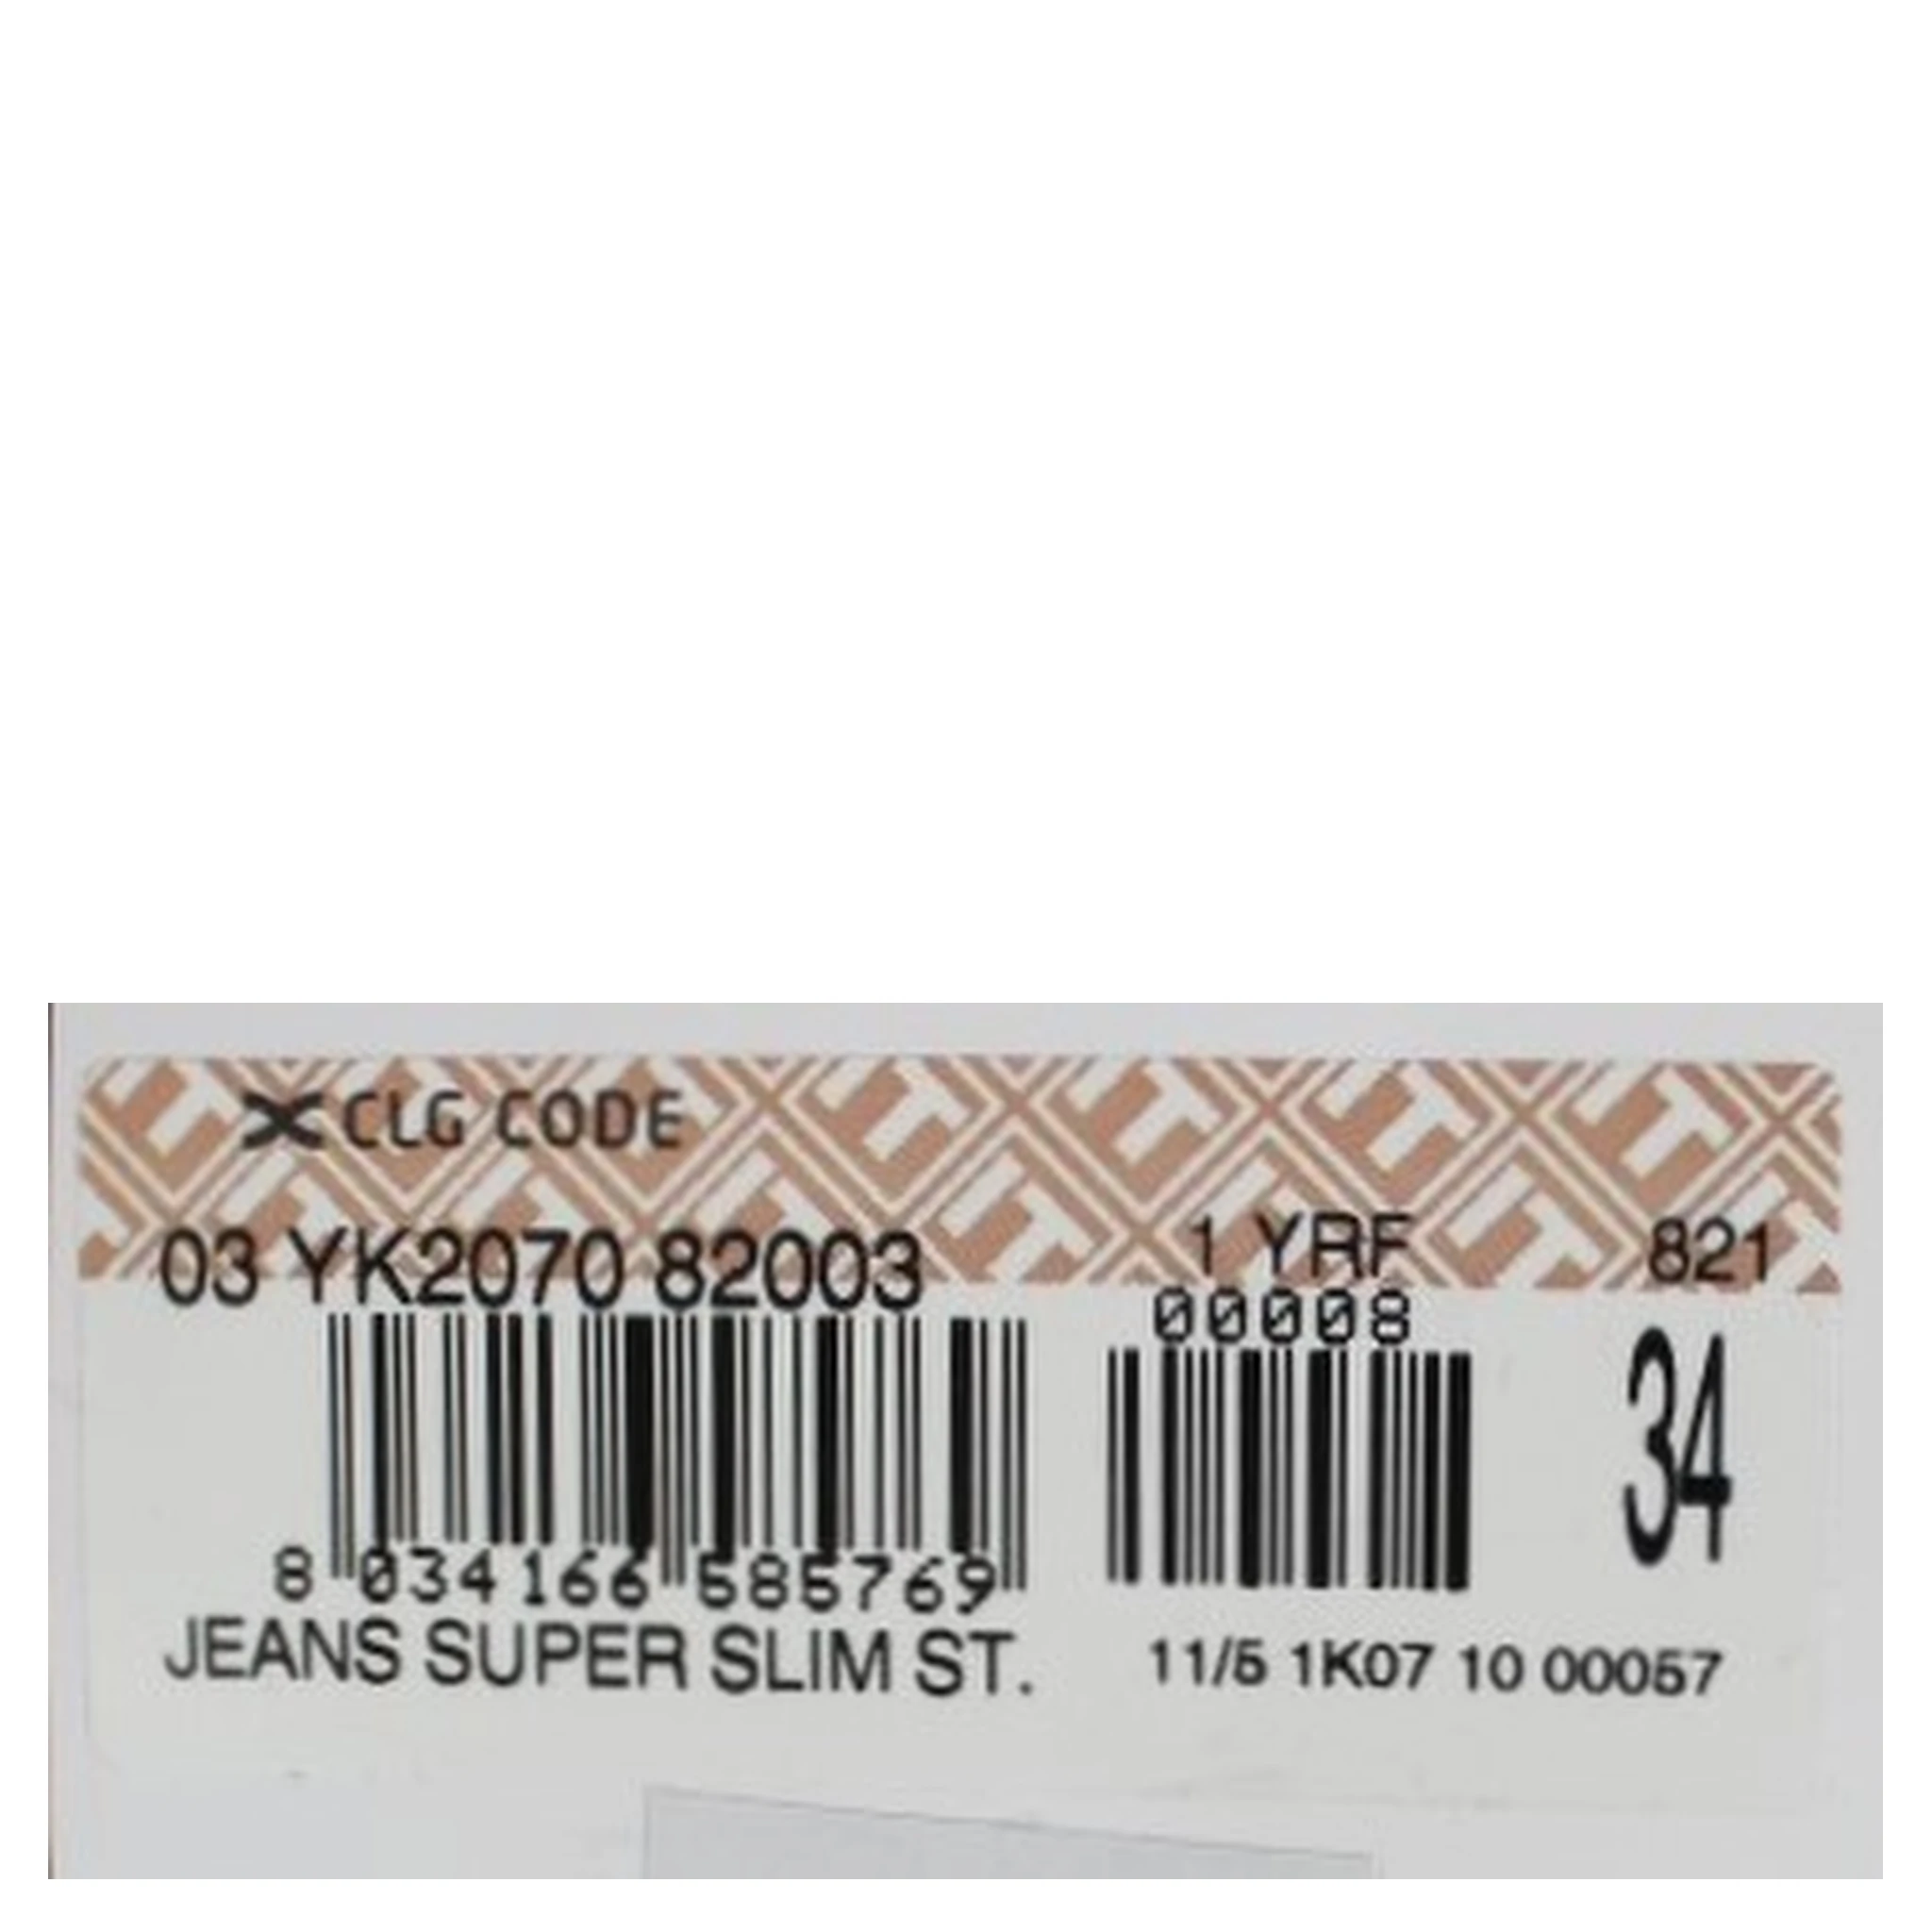 CLG CODE
03 YK2070 82003
1 YRF
821
00008
34
8 034166 585769
JEANS SUPER SLIM ST.
11/5 1K07 10 00057